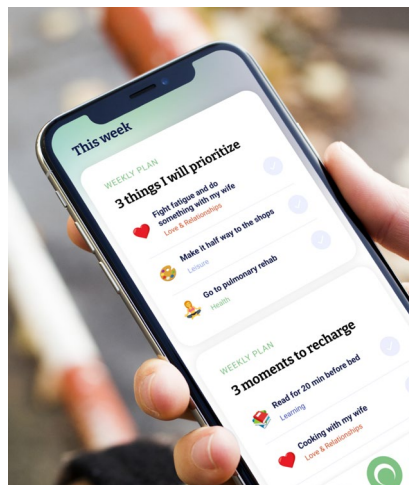 This week
WEEKLY PLAN
3 things I will prioritize
Fight fatigue and do
something with my wife
Love & Relationships
Make it half way to the shops
Leisure
Go to pulmonary rehab
Health
WEEKLY PLAN
3 moments to recharge
Read for 20 min before bed
Learning
Cooking with my wife
Love & Relationships